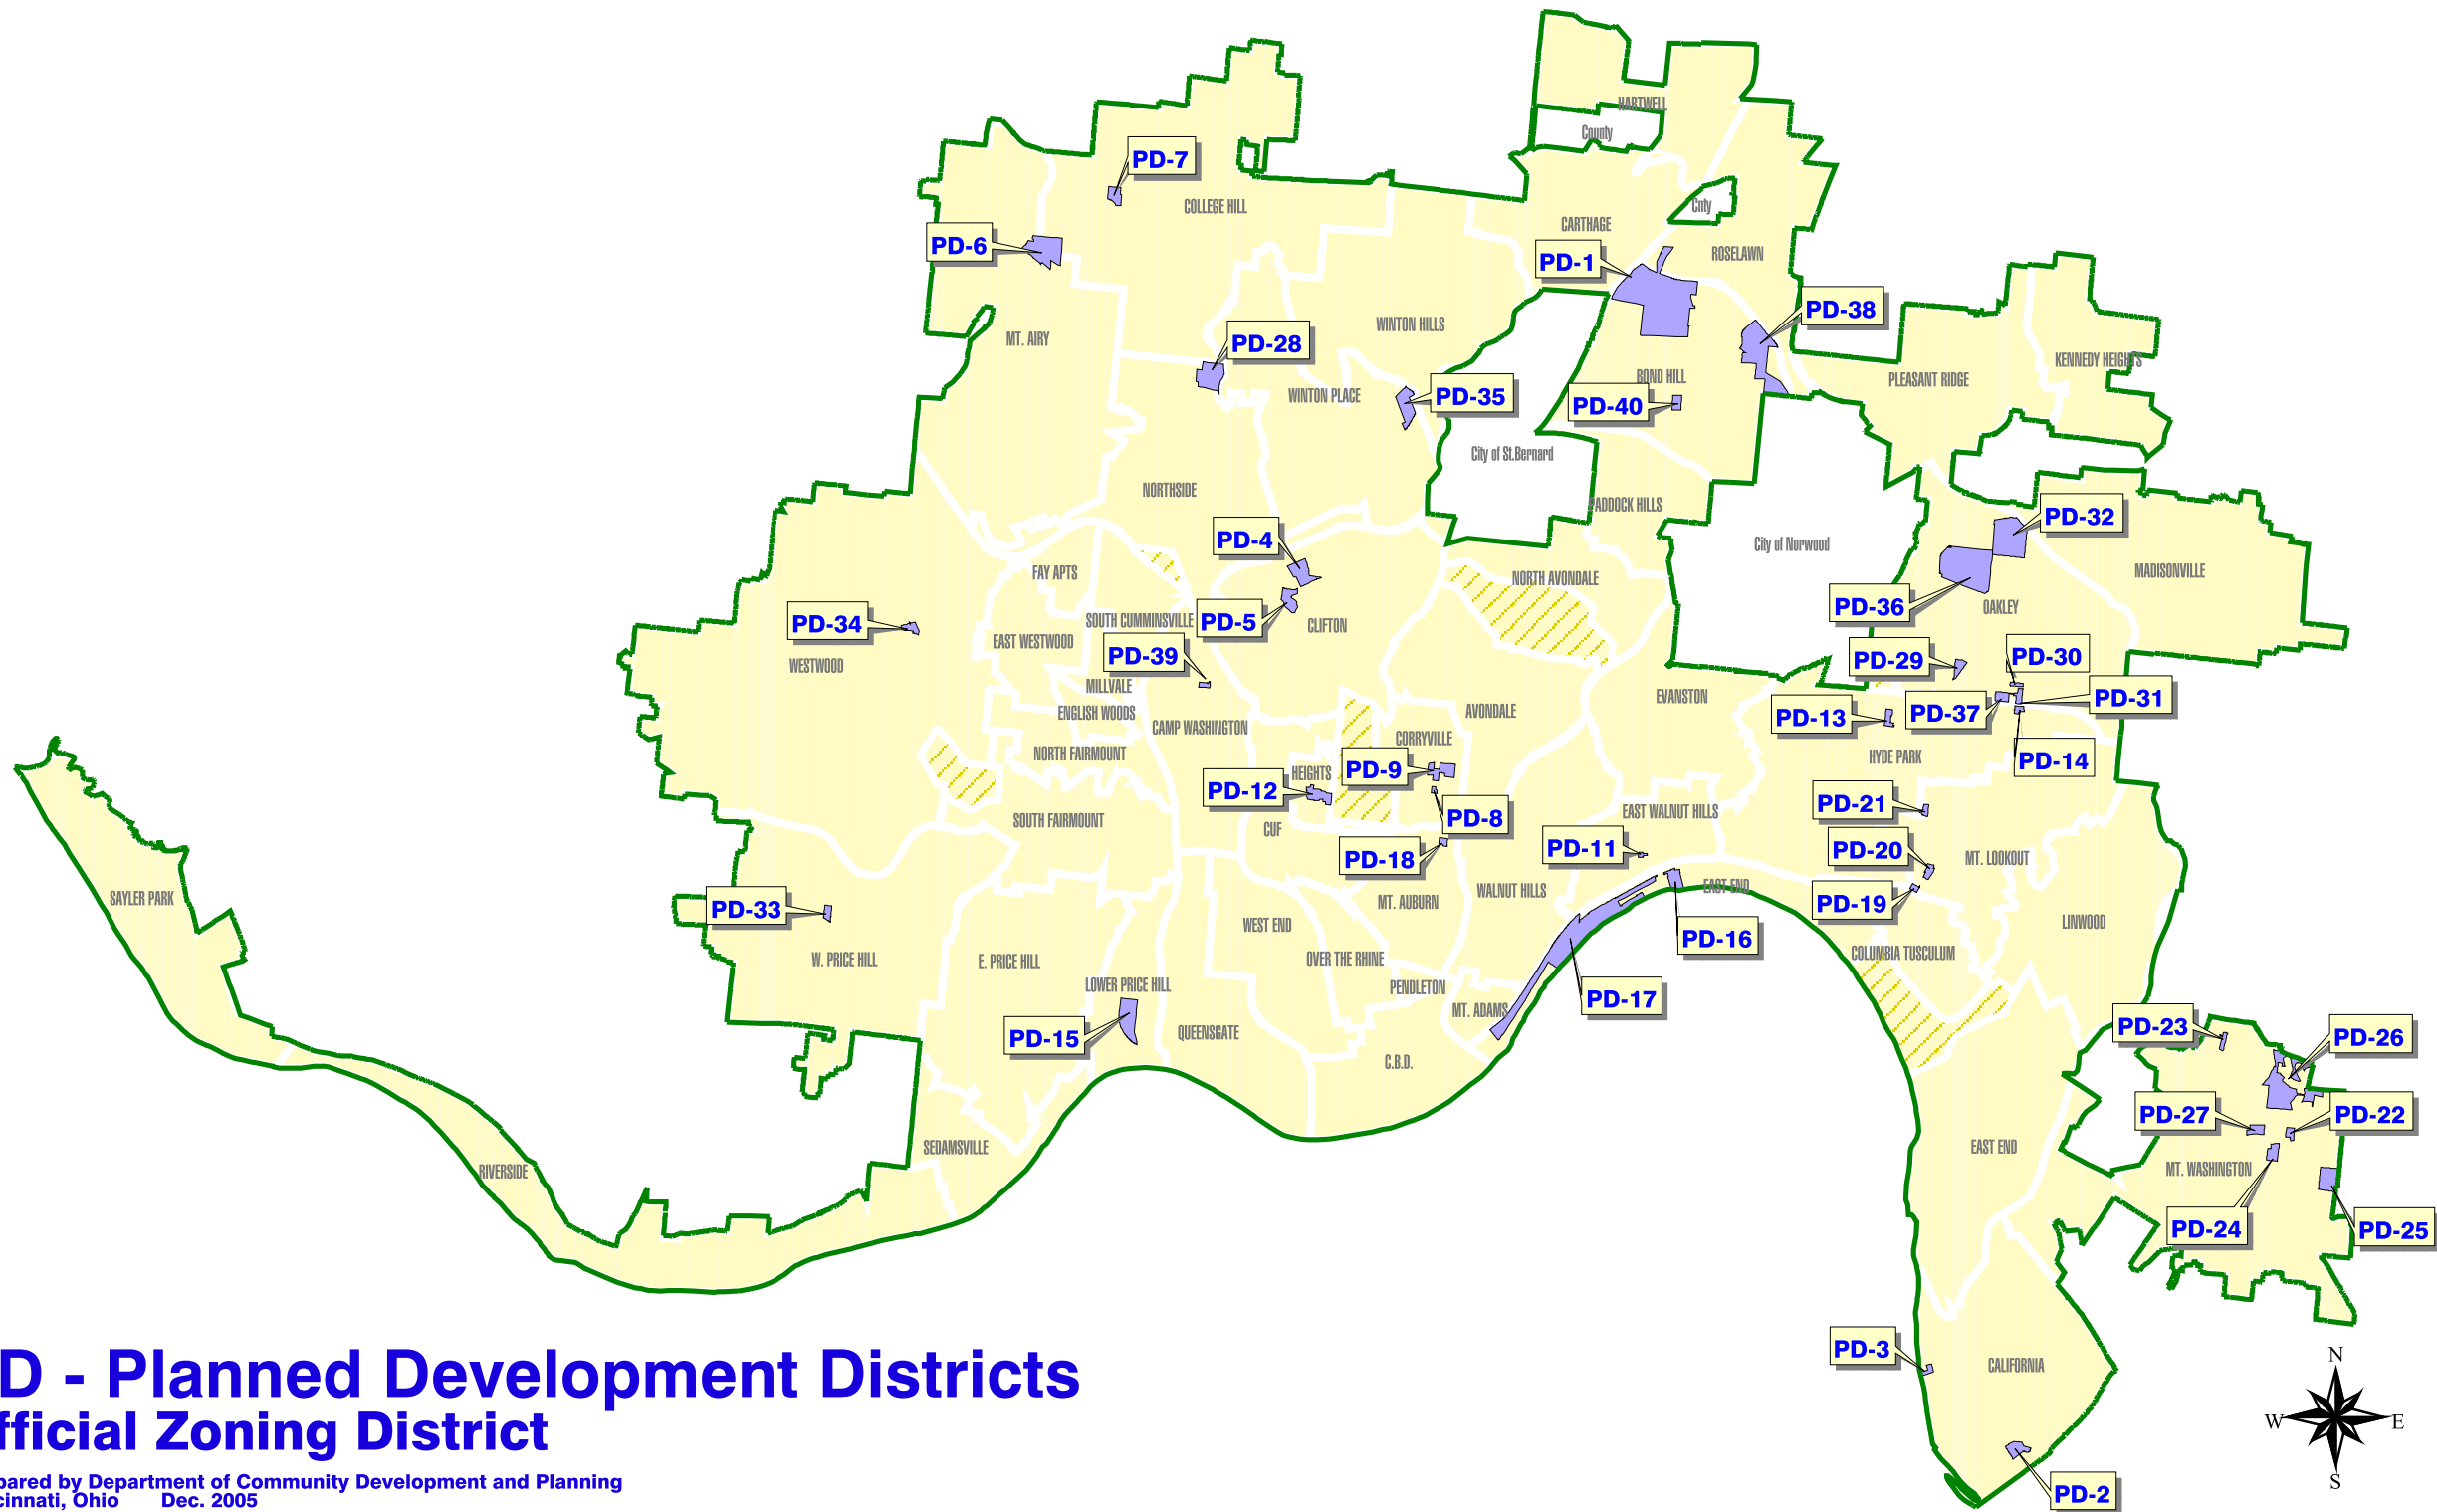 HARTWELL
County
PD-7
COLLEGE HILL
Cnty
CARTHAGE
PD-6
ROSELAWN
PD-1
PD-38
WINTON HILLS
MT. AIRY
PD-28
KENNEDY HEIGHTS
BOND HILL
PLEASANT RIDGE
WINTON PLACE
PD-35
PD-40
City of St.Bernard
NORTHSIDE
PADDOCK HILLS
PD-32
PD-4
City of Norwood
FAY APTS
NORTH AVONDALE
MADISONVILLE
PD-36
OAKLEY
SOUTH CUMMINSVILLE
PD-5
CLIFTON
PD-34
EAST WESTWOOD
PD-39
PD-29
PD-30
WESTWOOD
MILLVALE
EVANSTON
PD-31
ENGLISH WOODS
CAMP WASHINGTON
AVONDALE
PD-13
PD-37
NORTH FAIRMOUNT
CORRYVILLE
HYDE PARK
PD-14
HEIGHTS
PD-9
PD-12
PD-21
SOUTH FAIRMOUNT
CUF
PD-8
EAST WALNUT HILLS
PD-18
PD-11
PD-20
MT. LOOKOUT
SAYLER PARK
PD-33
MT. AUBURN
WALNUT HILLS
EAST END
PD-19
WEST END
LINWOOD
PD-16
W. PRICE HILL
E. PRICE HILL
OVER THE RHINE
COLUMBIA TUSCULUM
LOWER PRICE HILL
PENDLETON
PD-17
MT. ADAMS
PD-15
QUEENSGATE
PD-23
PD-26
C.B.D.
PD-27
PD-22
SEDAMSVILLE
EAST END
RIVERSIDE
MT. WASHINGTON
PD-24
PD-25
PD-3
CALIFORNIA
PD-2
N
W E
S
D - Planned Development Districts
fficial Zoning District
pared by Department of Community Development and Planning
cinnati, Ohio Dec. 2005